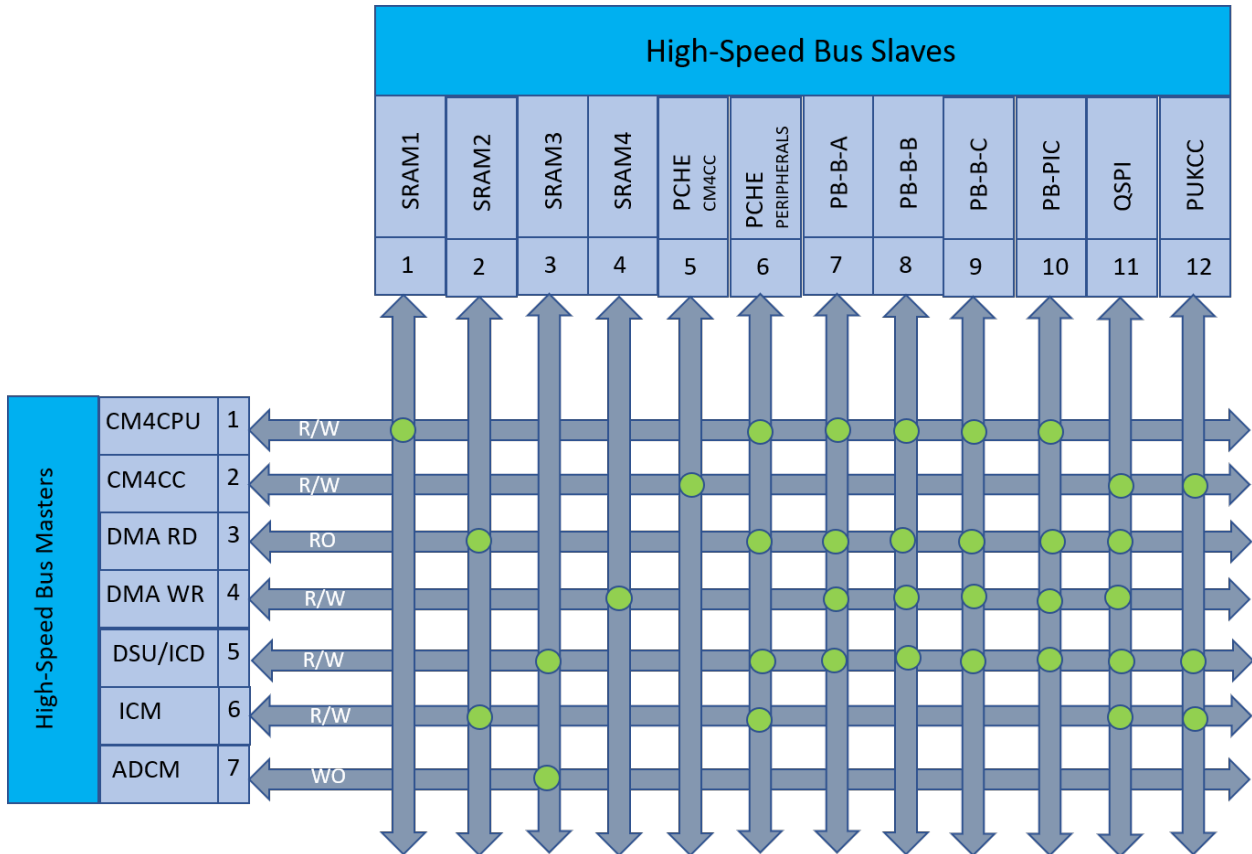 High-Speed Bus Slaves
SRAM1
SRAM2
SRAM3
SRAM4
PCHE
CM4CC
PCHE
PERIPHERALS
PB-B-A
PB-B-B
PB-B-C
PB-PIC
QSPI
PUKCC
1 2 3 4 5 6 7 8 9 10 11 12
High-Speed Bus Masters
CM4CPU 1 R/W
CM4CC 2 R/W
DMA RD 3 RO
DMA WR 4 R/W
DSU/ICD 5 R/W
ICM 6 R/W
ADCM 7 WO